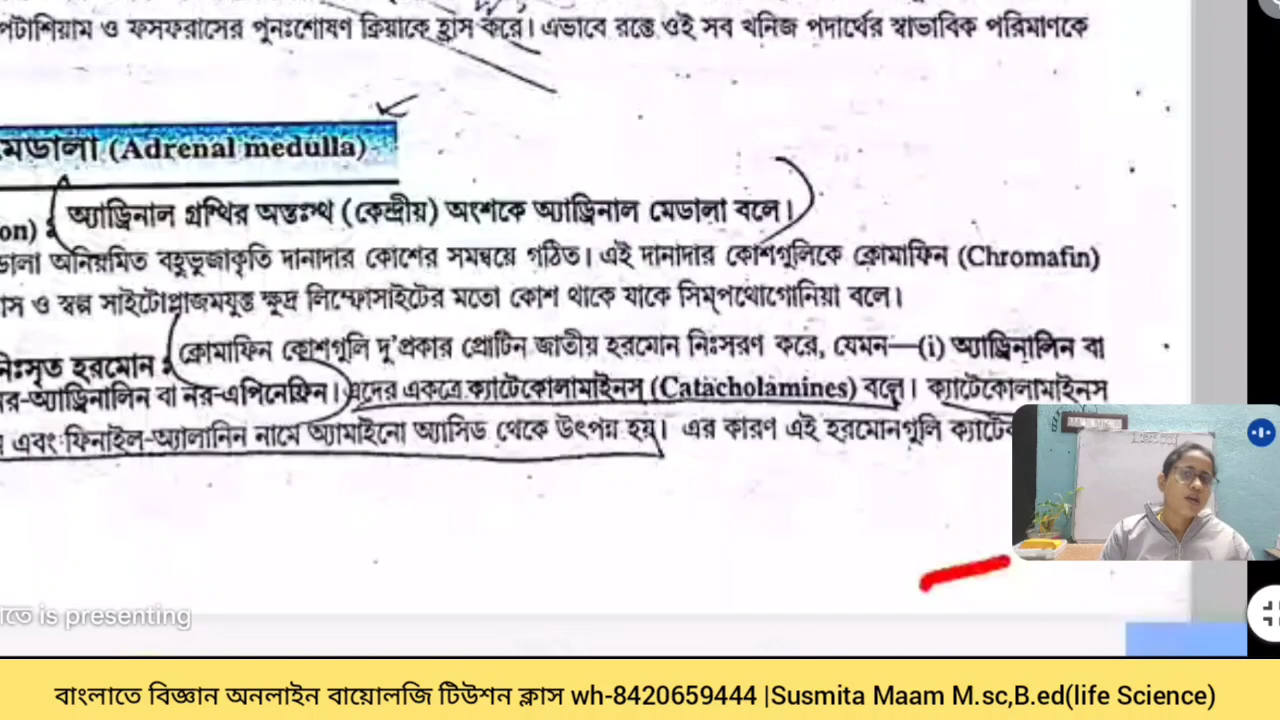 পটাশিয়াম ও ফসফরাসের পুনঃশোষণ ক্রিয়াকে হ্রাস করে। এভাবে রক্তে ওই সব খনিজ পদার্থের স্বাভাবিক পরিমাণকে
মেডালা (Adrenal medulla)
on) : অ্যাড্রিনাল গ্রন্থির অন্তঃস্থ (কেন্দ্রীয়) অংশকে অ্যাড্রিনাল মেডালা বলে।
ডালা অনিয়মিত বহুভুজাকৃতি দানাদার কোশের সমন্বয়ে গঠিত। এই দানাদার কোশগুলিকে ক্রোমাফিন (Chromafin)
াস ও স্বল্প সাইটোপ্লাজমযুক্ত ক্ষুদ্র লিম্ফোসাইটের মতো কোশ থাকে যাকে সিম্‌পথোগোনিয়া বলে।
নিঃসৃত হরমোন : ক্রোমাফিন কোশগুলি দু'প্রকার প্রোটিন জাতীয় হরমোন নিঃসরণ করে, যেমন—(i) অ্যাড্রিনালিন বা
নর-অ্যাড্রিনালিন বা নর-এপিনেফ্রিন। এদের একত্রে ক্যাটেকোলামাইনস্ (Catacholamines) বলে। ক্যাটেকোলামাইনস
এবং ফিনাইল-অ্যালানিন নামে অ্যামাইনো অ্যাসিড থেকে উৎপন্ন হয়। এর কারণ এই হরমোনগুলি ক্যাটেক
তে is presenting
বাংলাতে বিজ্ঞান অনলাইন বায়োলজি টিউশন ক্লাস wh-8420659444 |Susmita Maam M.sc,B.ed(life Science)